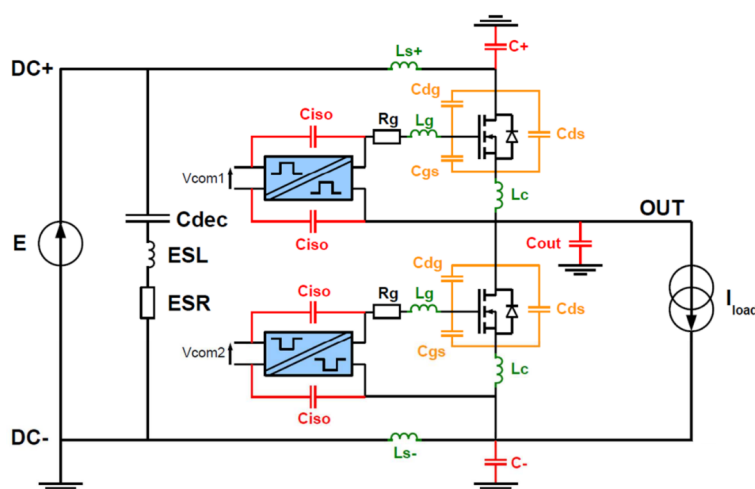 C+
Ls+
DC+
Cdg
Ciso
Rg
Lg
Cds
Cgs
Vcom1
Lc
Cdec
Ciso
OUT
E
ESL
Cout
Cdg
Ciso
Rg
Lg
ESR
Cds
Iload
Vcom2
Cgs
Lc
Ciso
DC-
Ls-
C-